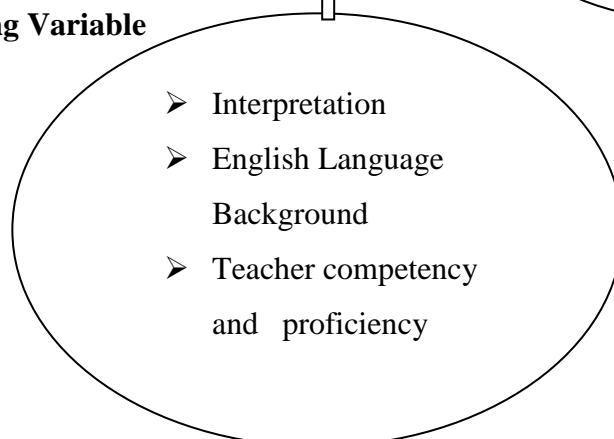 g Variable
➢ Interpretation
➢ English Language
Background
➢ Teacher competency
and proficiency